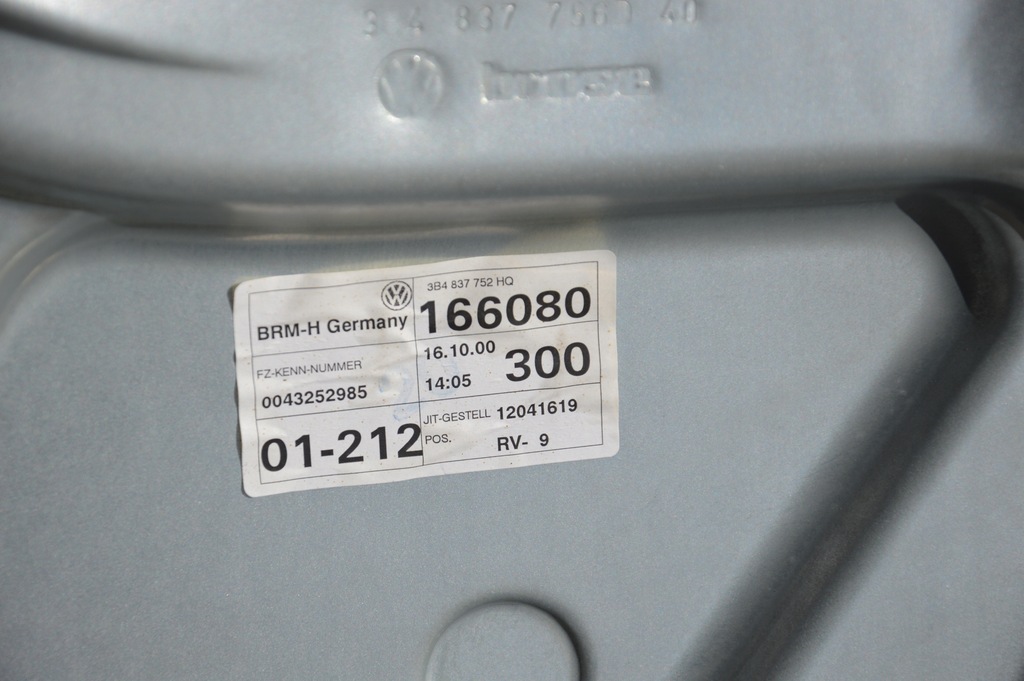 837
BRM-H Germany
3B4 837 752 HQ
166080
FZ-KENN-NUMMER
0043252985
16.10.00
14:05
300
01-212
JIT-GESTELL 12041619
POS. RV- 9